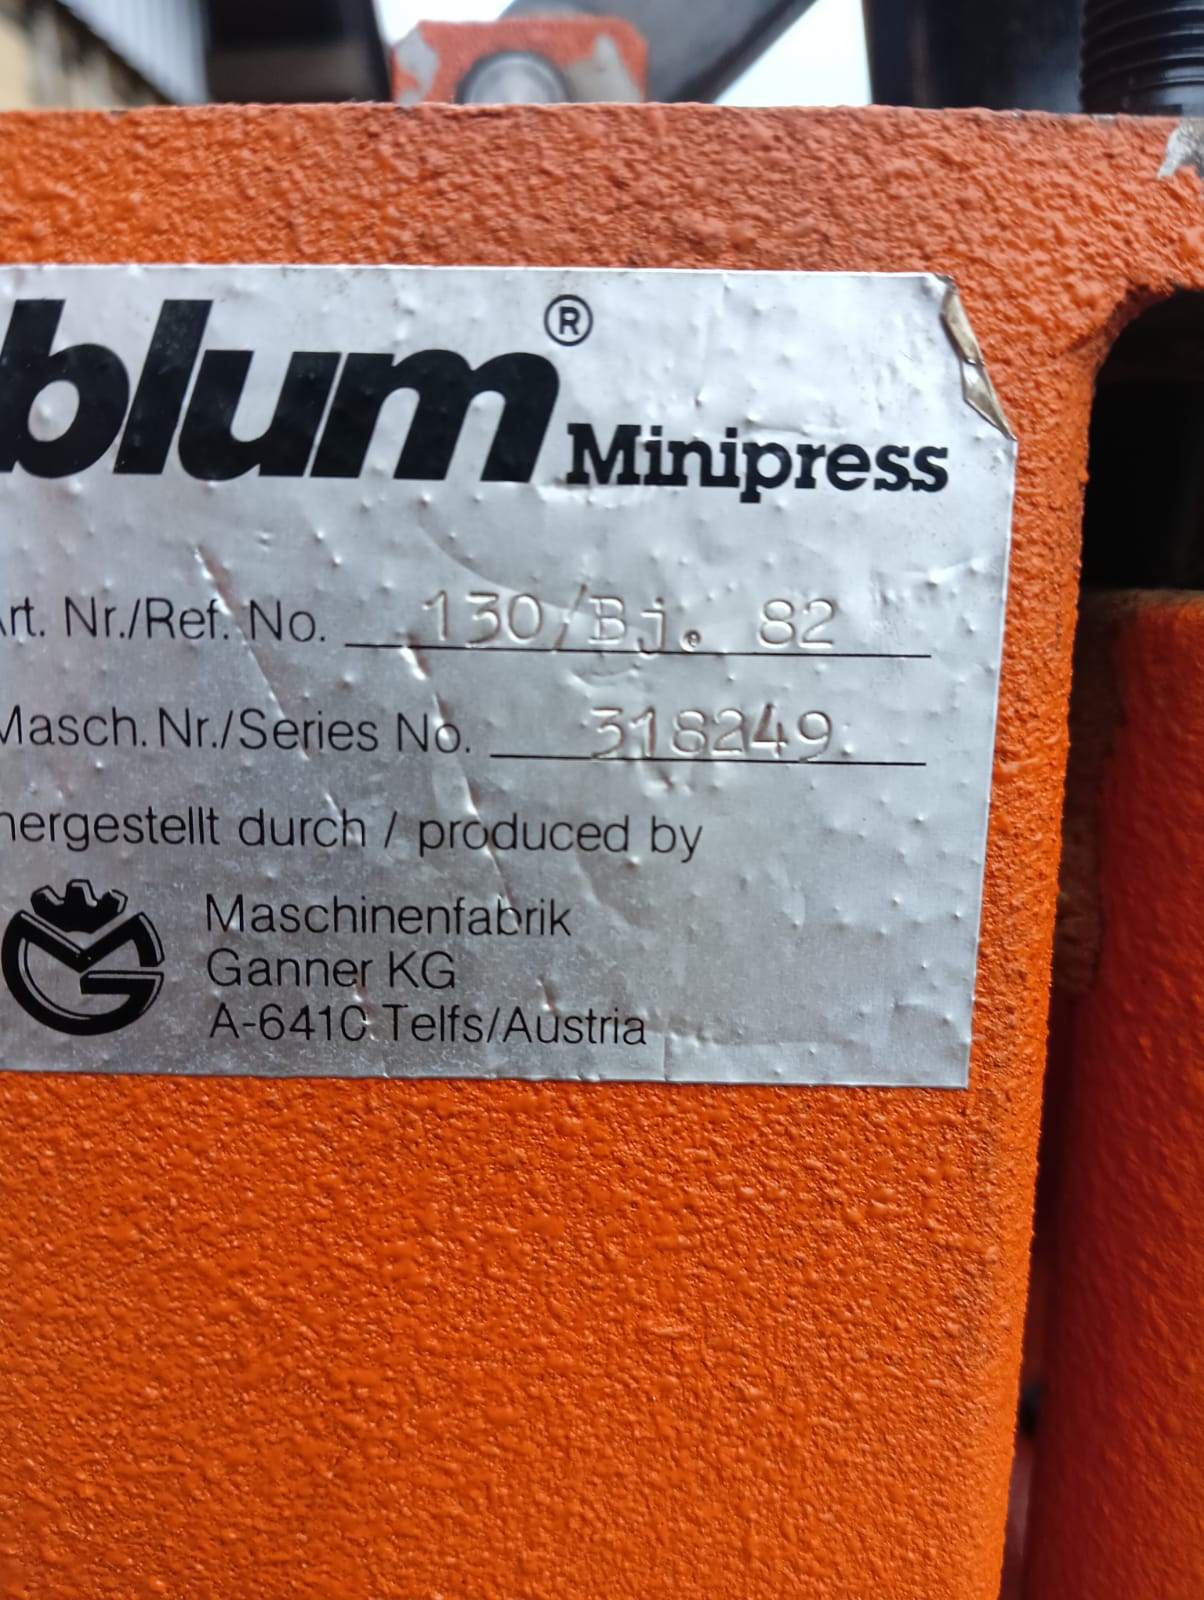 blum®
Minipress
Art. Nr./Ref. No. 130/Bj. 82
Masch. Nr./Series No. 318249
hergestellt durch / produced by
Maschinenfabrik
Ganner KG
A-6410 Telfs/Austria